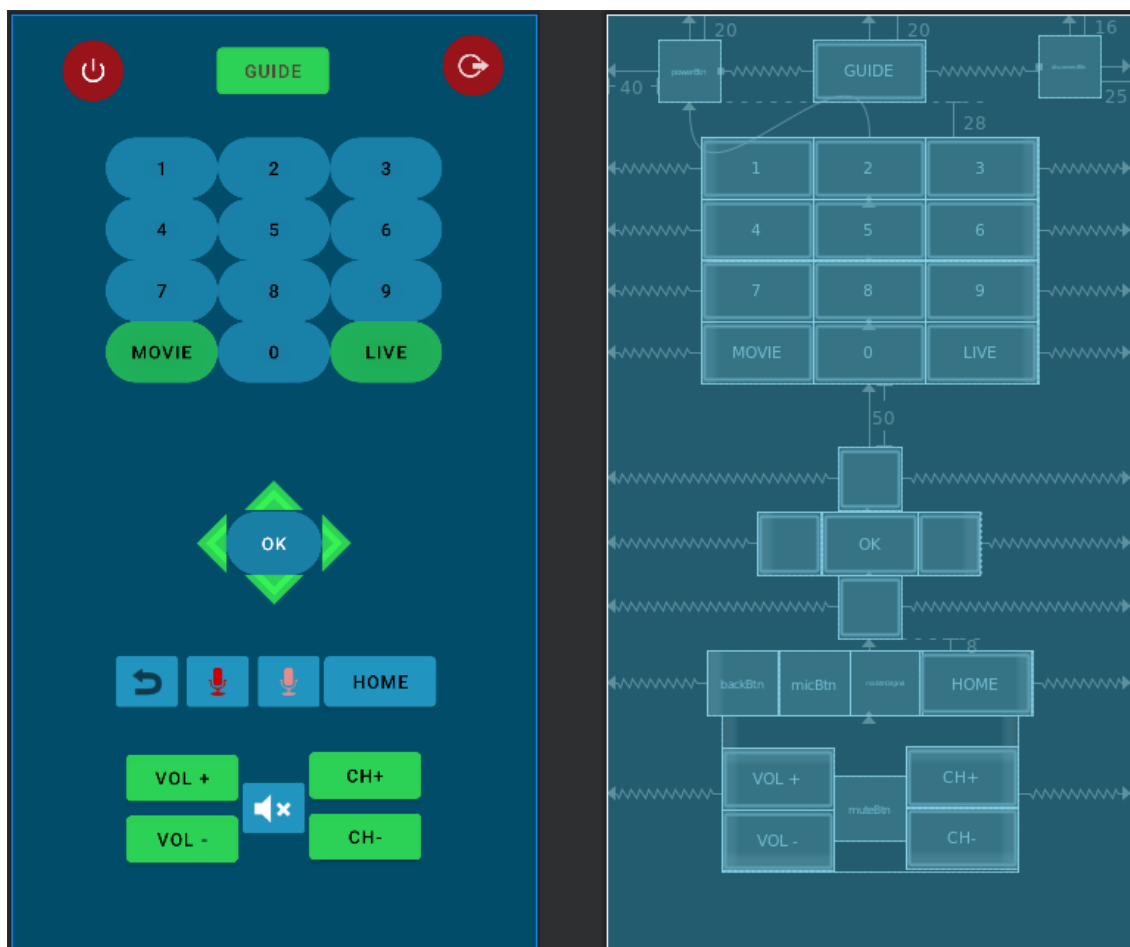 GUIDE
1 2 3
4 5 6
7 8 9
MOVIE 0 LIVE
OK
HOME
VOL + CH+
VOL - CH-
20 20 16
powerBtn GUIDE
40 25
28
1 2 3
4 5 6
7 8 9
MOVIE 0 LIVE
50
OK
8
backBtn micBtn HOME
VOL + CH+
muteBtn
VOL - CH-